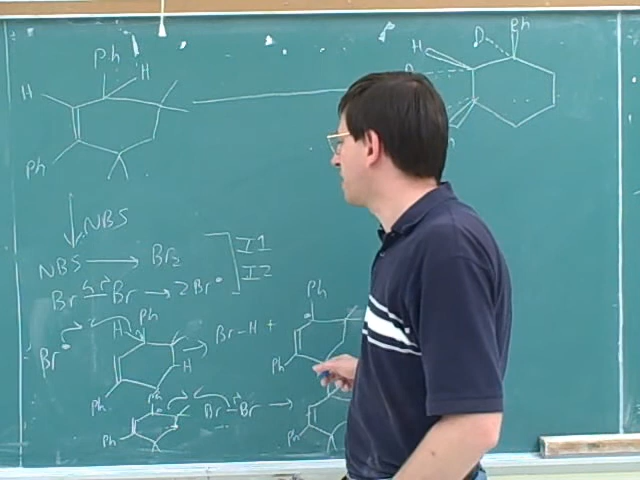 Ph
H
H
Ph
Ph
D
H
NBS
NBS → Br₂
I1
I2
Br–Br → 2Br•
Br•
H
Ph
H
Ph
Br–H +
Ph
Ph
Ph
Ph
Br–Br →
Ph